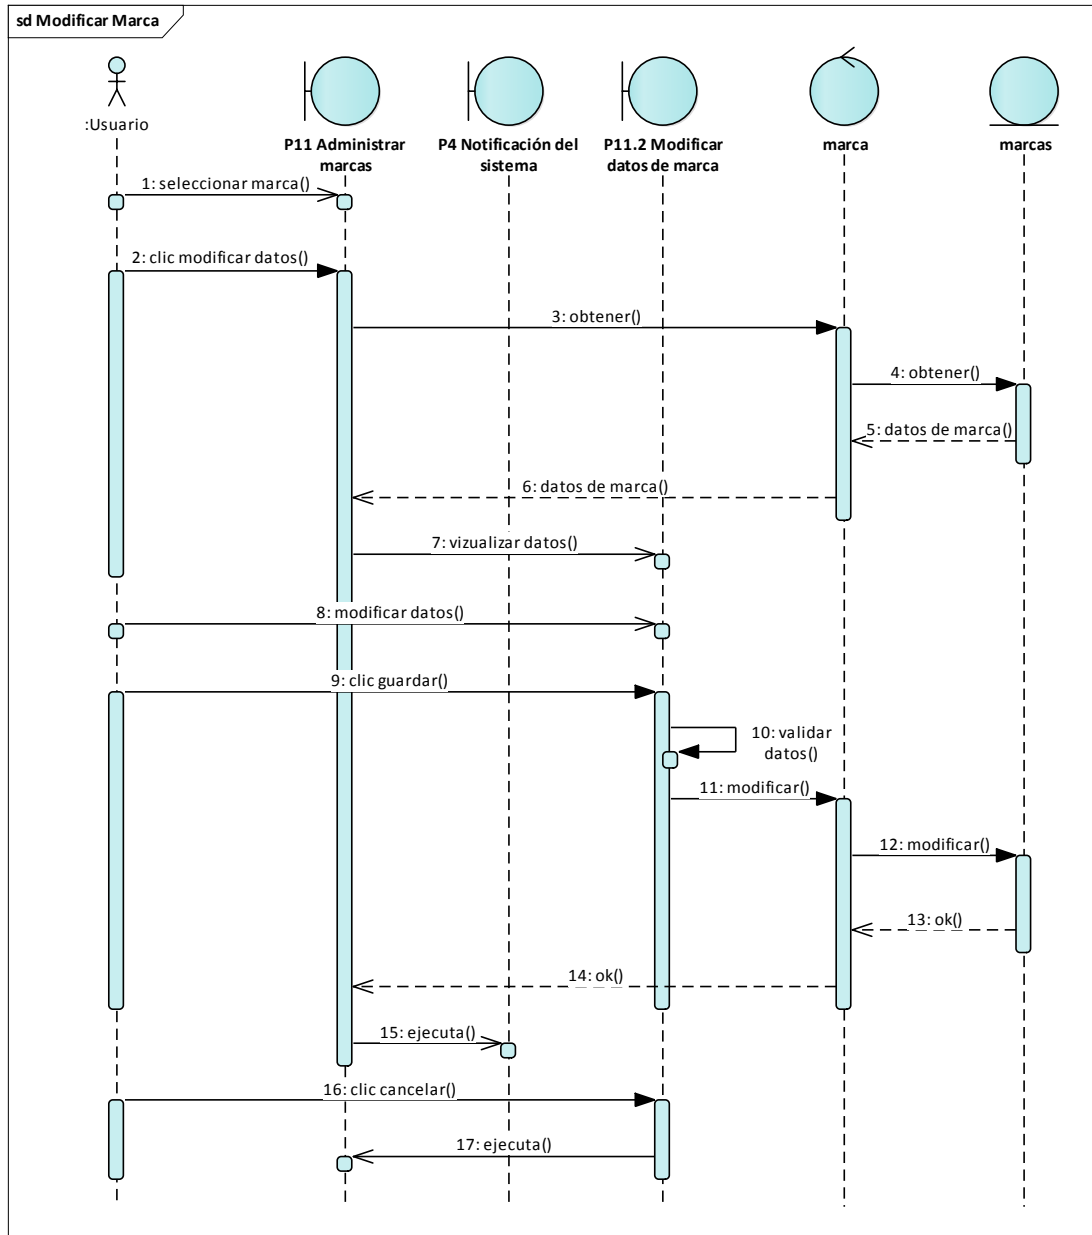 sd Modificar Marca
:Usuario
P11 Administrar
marcas
P4 Notificación del
sistema
P11.2 Modificar
datos de marca
marca
marcas
1: seleccionar marca()
2: clic modificar datos()
3: obtener()
4: obtener()
5: datos de marca()
6: datos de marca()
7: vizualizar datos()
8: modificar datos()
9: clic guardar()
10: validar
datos()
11: modificar()
12: modificar()
13: ok()
14: ok()
15: ejecuta()
16: clic cancelar()
17: ejecuta()